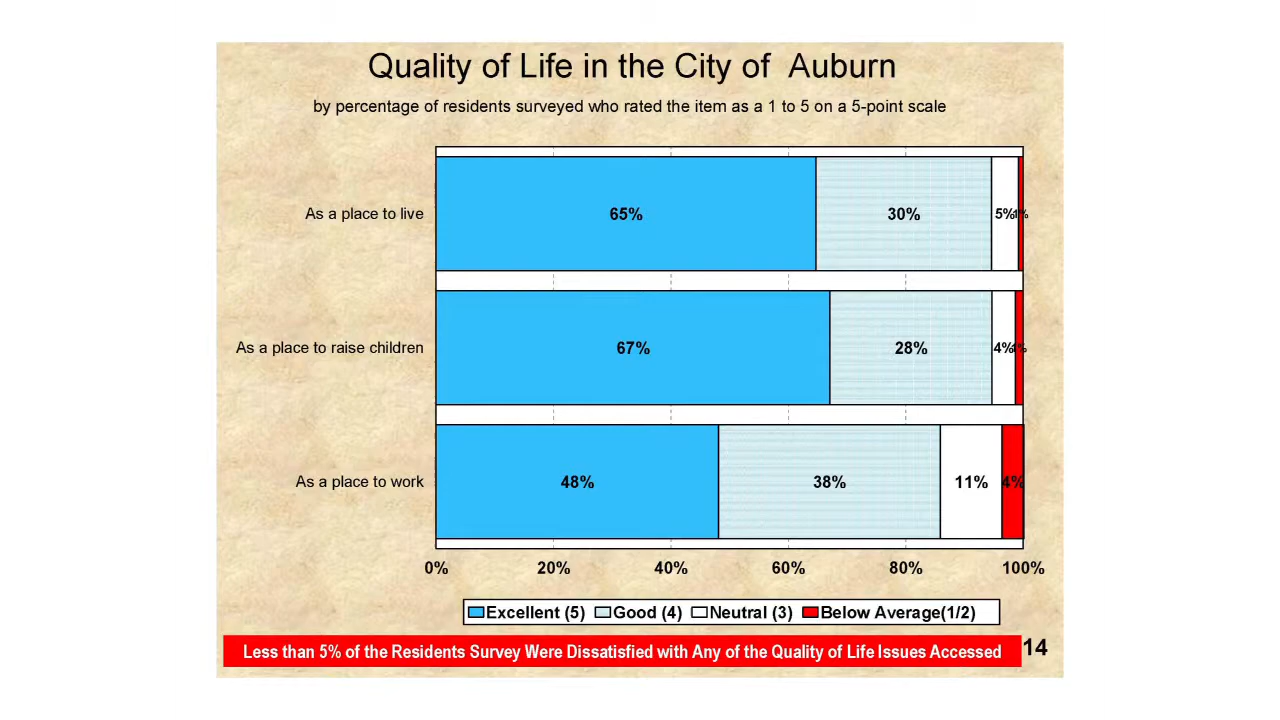 Quality of Life in the City of  Auburn
by percentage of residents surveyed who rated the item as a 1 to 5 on a 5-point scale
As a place to live 65% 30% 5% 1%
As a place to raise children 67% 28% 4% 1%
As a place to work 48% 38% 11% 4%
0% 20% 40% 60% 80% 100%
Excellent (5) Good (4) Neutral (3) Below Average(1/2)
Less than 5% of the Residents Survey Were Dissatisfied with Any of the Quality of Life Issues Accessed 14